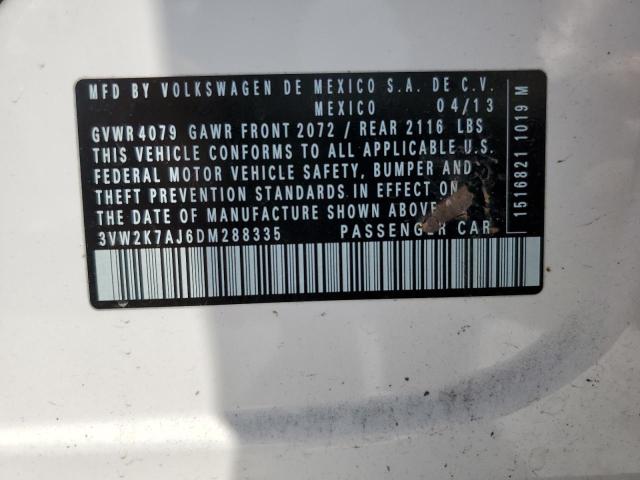 MFD BY VOLKSWAGEN DE MEXICO S.A. DE C.V.
MEXICO 04/13
GVWR 4079 GAWR FRONT 2072 / REAR 2116 LBS
THIS VEHICLE CONFORMS TO ALL APPLICABLE U.S.
FEDERAL MOTOR VEHICLE SAFETY, BUMPER AND
THEFT PREVENTION STANDARDS IN EFFECT ON
THE DATE OF MANUFACTURE SHOWN ABOVE
3VW2K7AJ6DM288335 PASSENGER CAR
1516821 1019 M